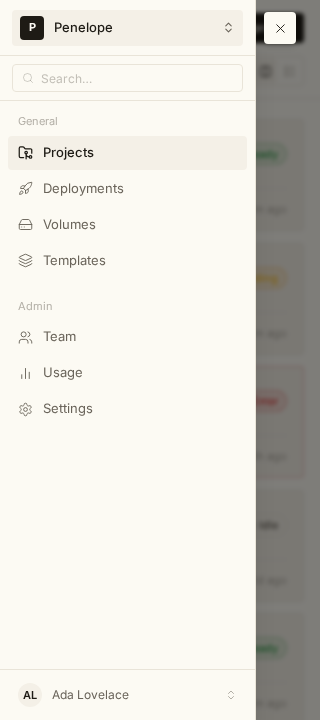 P Penelope
Search...
General
Projects
Deployments
Volumes
Templates
Admin
Team
Usage
Settings
AL Ada Lovelace